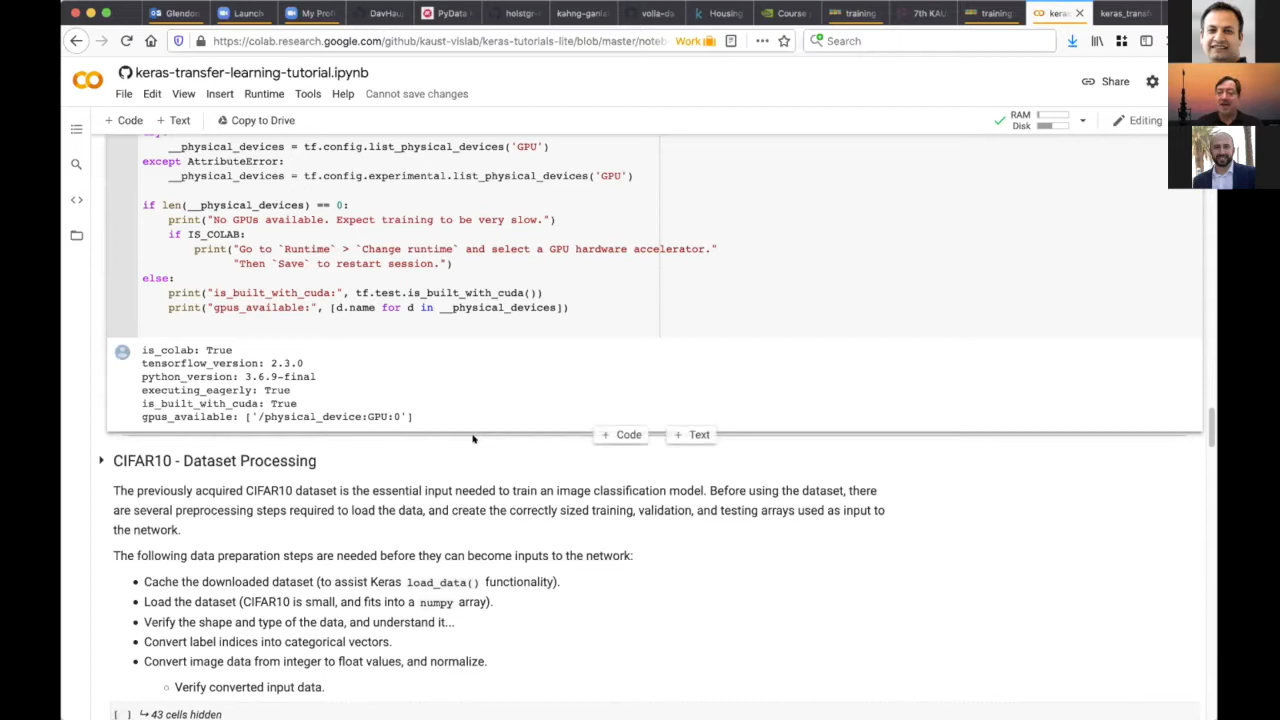 Glendon
Launch
My Prof
DavHau
PyData
holstgr-
kahng-ganla
voila-da
Housing
Course
training
7th KAU
training
keras
keras_transfe
https://colab.research.google.com/github/kaust-vislab/keras-tutorials-lite/blob/master/noteb
Work
Search
keras-transfer-learning-tutorial.ipynb
Share
File Edit View Insert Runtime Tools Help Cannot save changes
+ Code + Text Copy to Drive
RAM
Disk
Editing
__physical_devices = tf.config.list_physical_devices('GPU')
except AttributeError:
__physical_devices = tf.config.experimental.list_physical_devices('GPU')
if len(__physical_devices) == 0:
print("No GPUs available. Expect training to be very slow.")
if IS_COLAB:
print("Go to `Runtime` > `Change runtime` and select a GPU hardware accelerator."
"Then `Save` to restart session.")
else:
print("is_built_with_cuda:", tf.test.is_built_with_cuda())
print("gpus_available:", [d.name for d in __physical_devices])
is_colab: True
tensorflow_version: 2.3.0
python_version: 3.6.9-final
executing_eagerly: True
is_built_with_cuda: True
gpus_available: ['/physical_device:GPU:0']
+ Code + Text
CIFAR10 - Dataset Processing
The previously acquired CIFAR10 dataset is the essential input needed to train an image classification model. Before using the dataset, there
are several preprocessing steps required to load the data, and create the correctly sized training, validation, and testing arrays used as input to
the network.
The following data preparation steps are needed before they can become inputs to the network:
• Cache the downloaded dataset (to assist Keras load_data() functionality).
• Load the dataset (CIFAR10 is small, and fits into a numpy array).
• Verify the shape and type of the data, and understand it...
• Convert label indices into categorical vectors.
• Convert image data from integer to float values, and normalize.
○ Verify converted input data.
[ ] ↳ 43 cells hidden